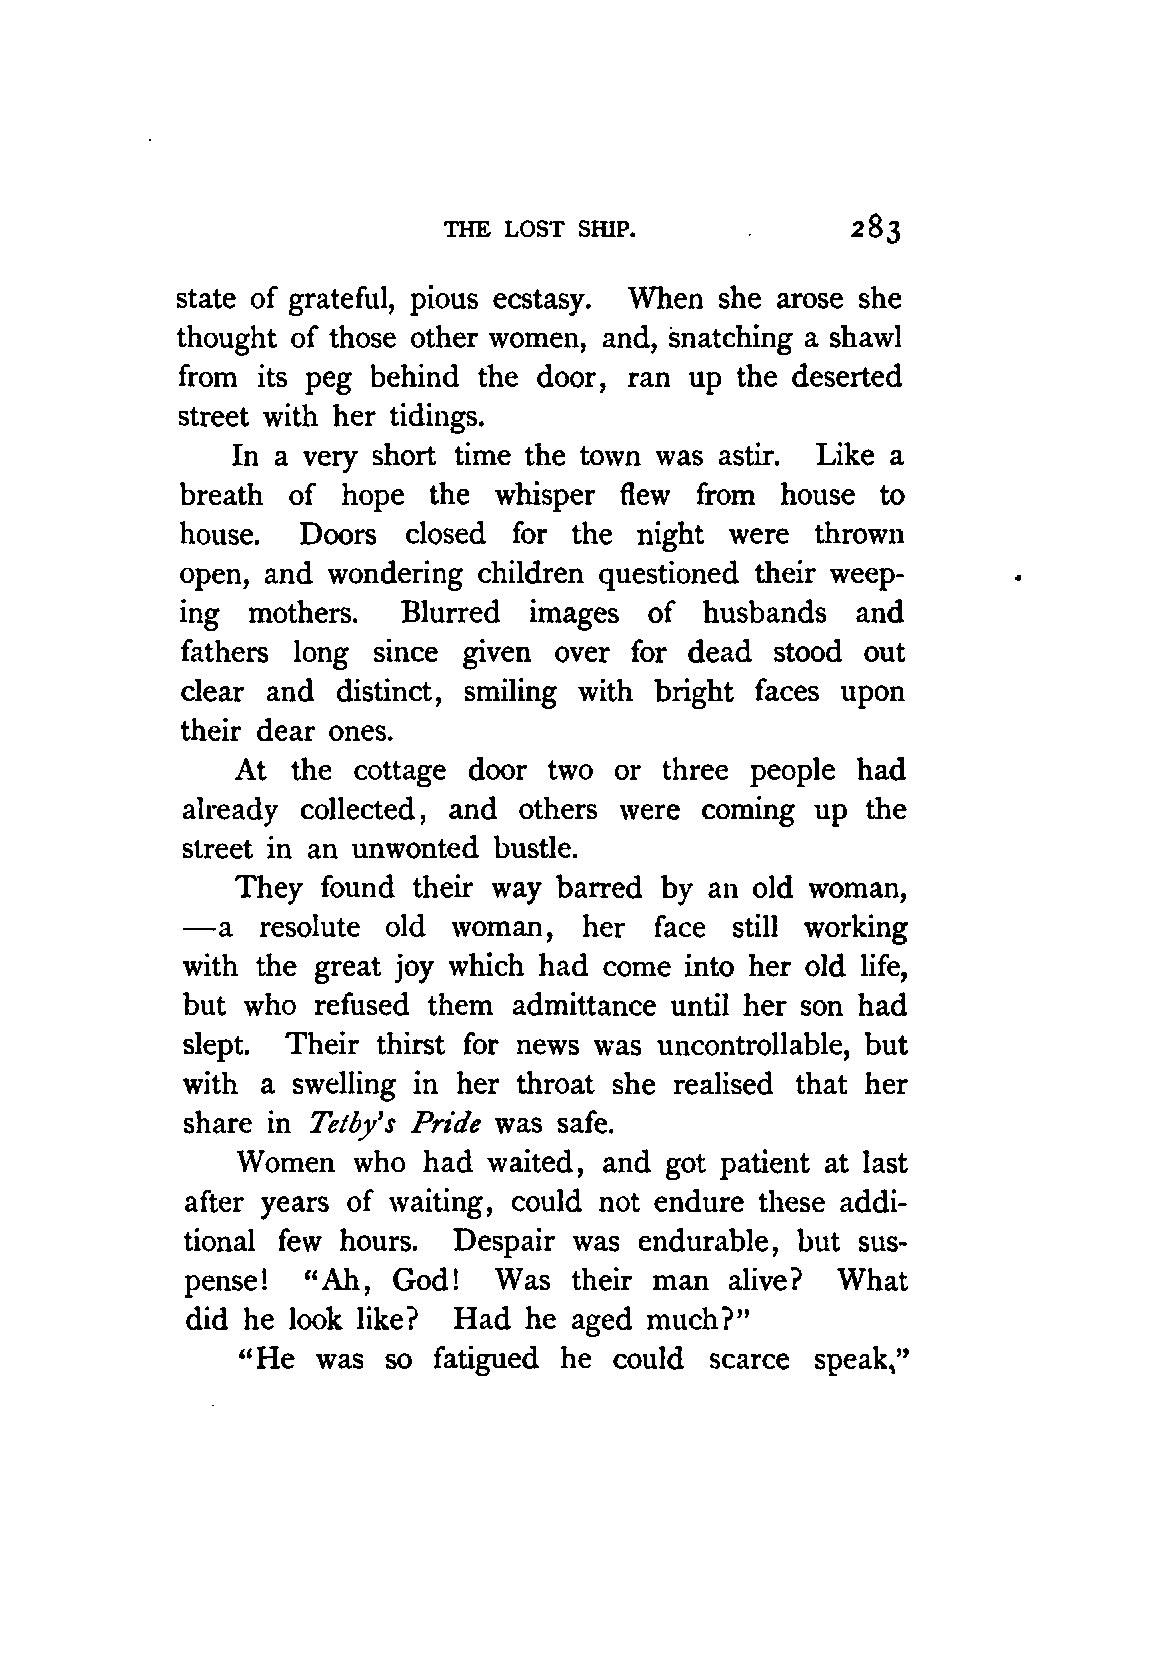 THE LOST SHIP. 283
state of grateful, pious ecstasy. When she arose she
thought of those other women, and, snatching a shawl
from its peg behind the door, ran up the deserted
street with her tidings.
In a very short time the town was astir. Like a
breath of hope the whisper flew from house to
house. Doors closed for the night were thrown
open, and wondering children questioned their weep-
ing mothers. Blurred images of husbands and
fathers long since given over for dead stood out
clear and distinct, smiling with bright faces upon
their dear ones.
At the cottage door two or three people had
already collected, and others were coming up the
street in an unwonted bustle.
They found their way barred by an old woman,
—a resolute old woman, her face still working
with the great joy which had come into her old life,
but who refused them admittance until her son had
slept. Their thirst for news was uncontrollable, but
with a swelling in her throat she realised that her
share in Tetby's Pride was safe.
Women who had waited, and got patient at last
after years of waiting, could not endure these addi-
tional few hours. Despair was endurable, but sus-
pense! “Ah, God! Was their man alive? What
did he look like? Had he aged much?”
“He was so fatigued he could scarce speak,”